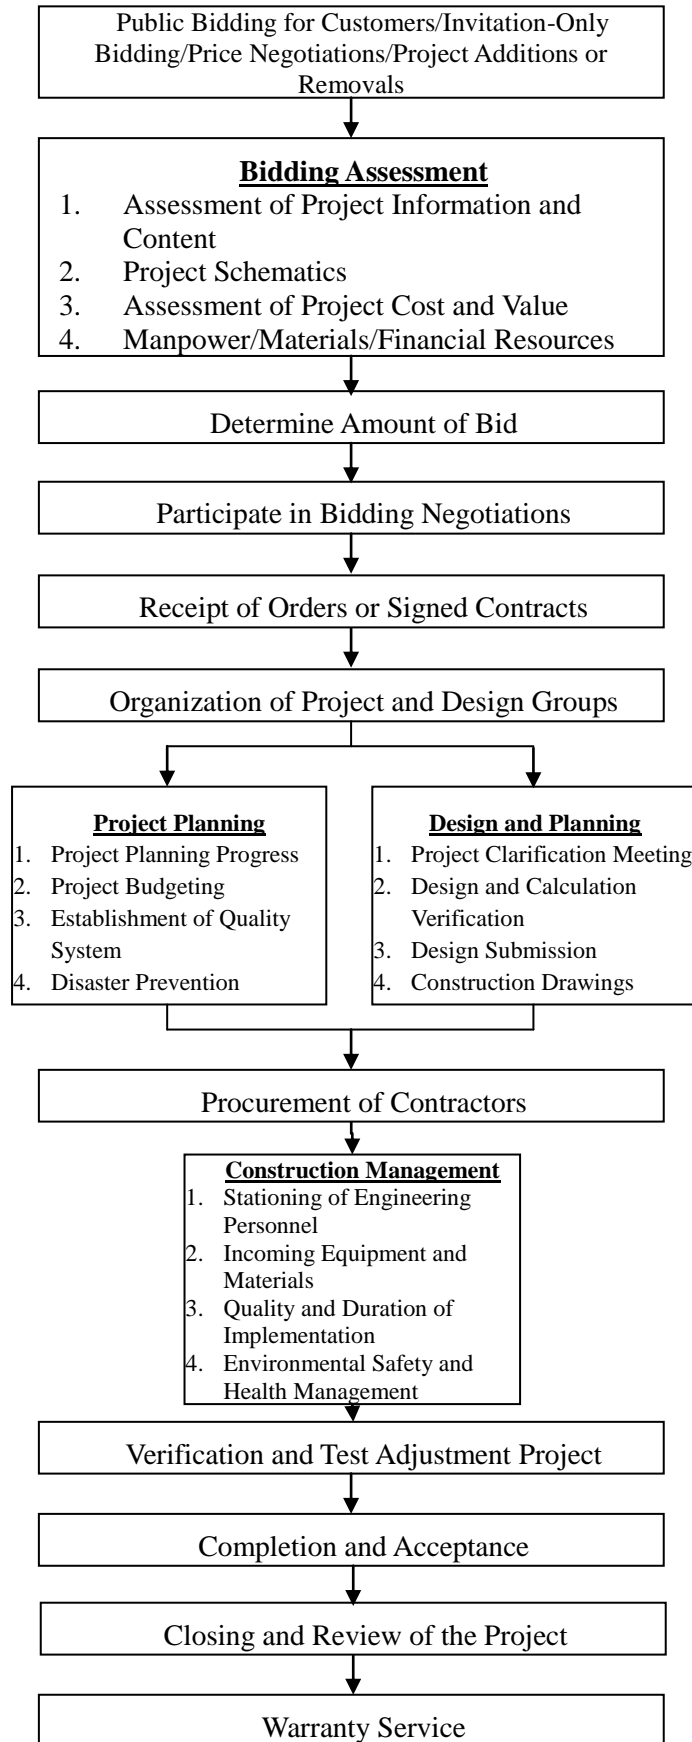 Public Bidding for Customers/Invitation-Only
Bidding/Price Negotiations/Project Additions or
Removals
Bidding Assessment
1. Assessment of Project Information and
Content
2. Project Schematics
3. Assessment of Project Cost and Value
4. Manpower/Materials/Financial Resources
Determine Amount of Bid
Participate in Bidding Negotiations
Receipt of Orders or Signed Contracts
Organization of Project and Design Groups
Project Planning
1. Project Planning Progress
2. Project Budgeting
3. Establishment of Quality
System
4. Disaster Prevention
Design and Planning
1. Project Clarification Meeting
2. Design and Calculation
Verification
3. Design Submission
4. Construction Drawings
Procurement of Contractors
Construction Management
1. Stationing of Engineering
Personnel
2. Incoming Equipment and
Materials
3. Quality and Duration of
Implementation
4. Environmental Safety and
Health Management
Verification and Test Adjustment Project
Completion and Acceptance
Closing and Review of the Project
Warranty Service